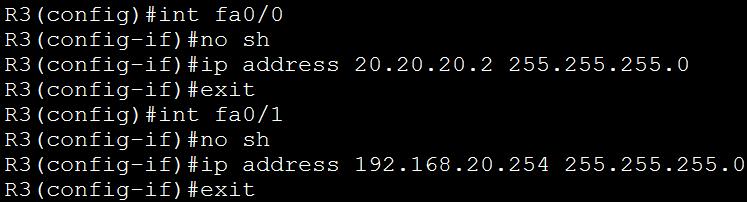 R3(config)#int fa0/0
R3(config-if)#no sh
R3(config-if)#ip address 20.20.20.2 255.255.255.0
R3(config-if)#exit
R3(config)#int fa0/1
R3(config-if)#no sh
R3(config-if)#ip address 192.168.20.254 255.255.255.0
R3(config-if)#exit